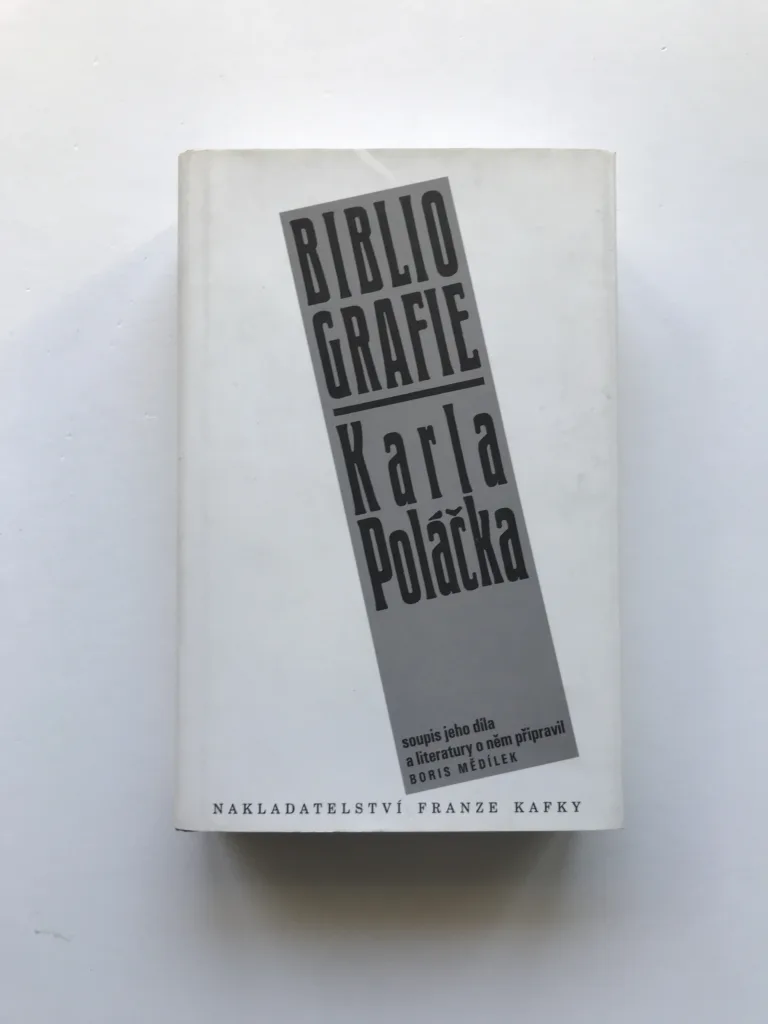 BIBLIO
GRAFIE
Karla
Poláčka
soupis jeho díla
a literatury o něm připravil
BORIS MĚDÍLEK
NAKLADATELSTVÍ FRANZE KAFKY